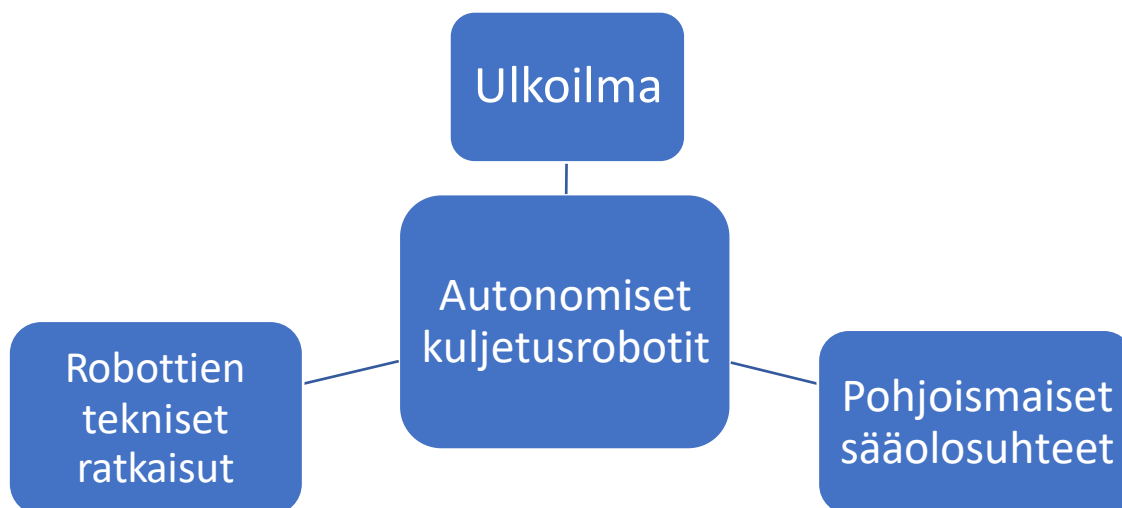 Ulkoilma
Autonomiset
kuljetusrobotit
Robottien
tekniset
ratkaisut
Pohjoismaiset
sääolosuhteet